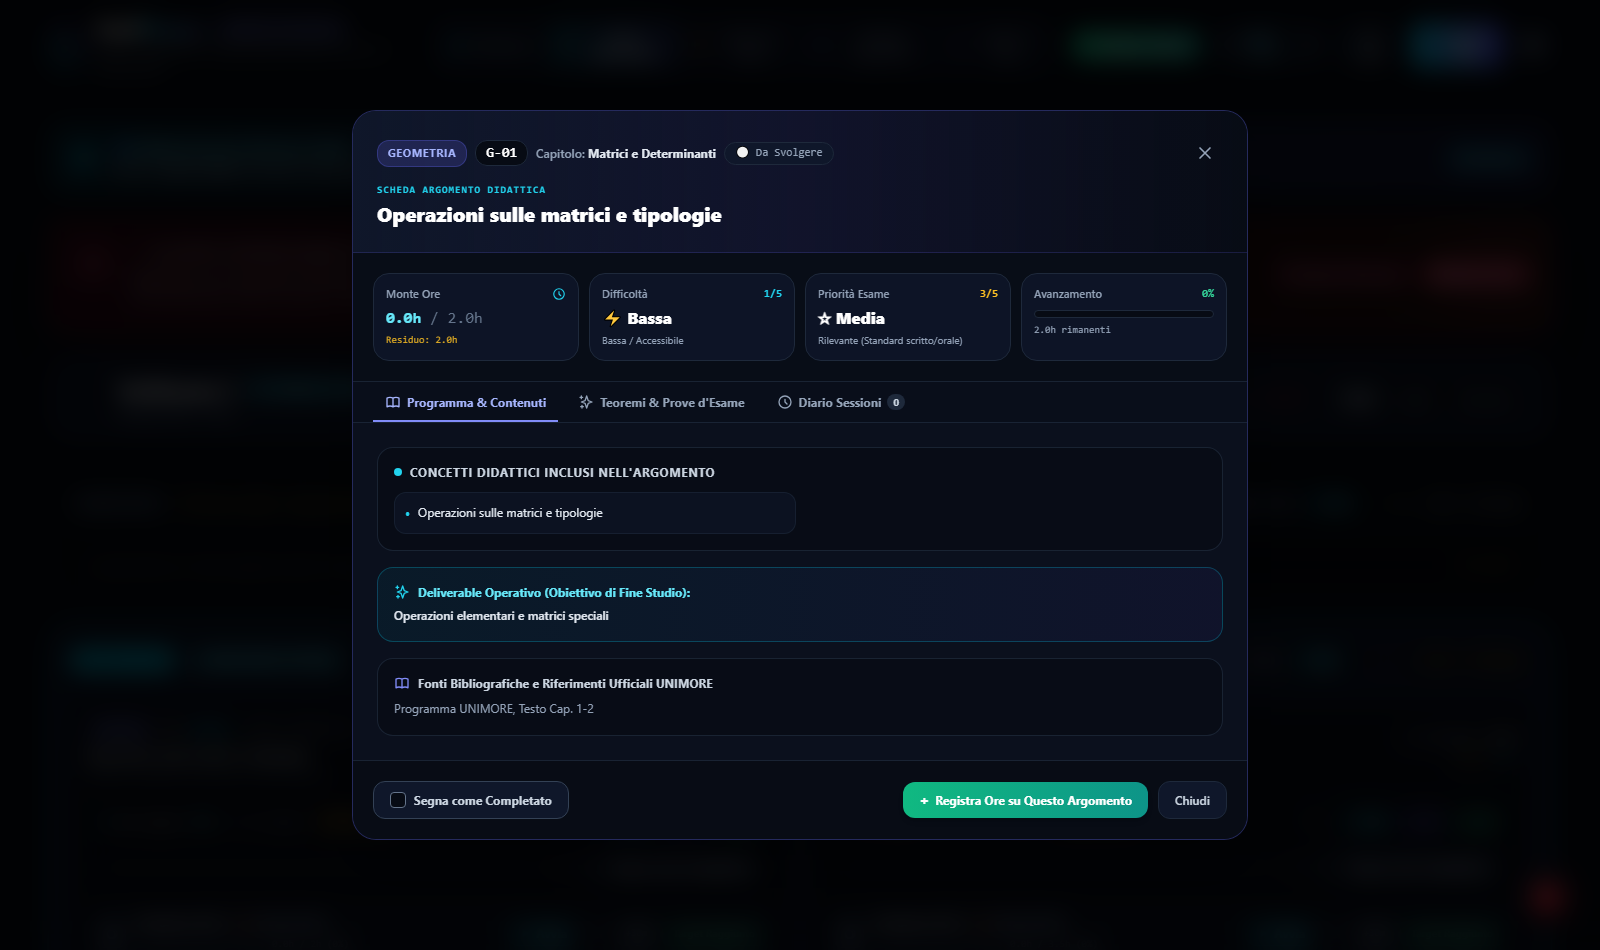 GEOMETRIA G-01 Capitolo: Matrici e Determinanti Da Svolgere
SCHEDA ARGOMENTO DIDATTICA
Operazioni sulle matrici e tipologie
Monte Ore
0.0h / 2.0h
Residuo: 2.0h
Difficoltà 1/5
Bassa
Bassa / Accessibile
Priorità Esame 3/5
Media
Rilevante (Standard scritto/orale)
Avanzamento 0%
2.0h rimanenti
Programma & Contenuti Teoremi & Prove d'Esame Diario Sessioni 0
CONCETTI DIDATTICI INCLUSI NELL'ARGOMENTO
• Operazioni sulle matrici e tipologie
Deliverable Operativo (Obiettivo di Fine Studio):
Operazioni elementari e matrici speciali
Fonti Bibliografiche e Riferimenti Ufficiali UNIMORE
Programma UNIMORE, Testo Cap. 1-2
Segna come Completato + Registra Ore su Questo Argomento Chiudi